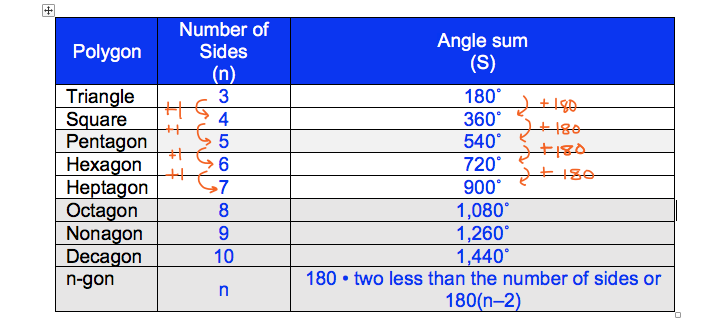 Polygon Number of Sides (n) Angle sum (S)
Triangle 3 180° +180
+1
Square 4 360° +180
+1
Pentagon 5 540° +180
+1
Hexagon 6 720° +180
+1
Heptagon 7 900°
Octagon 8 1,080°
Nonagon 9 1,260°
Decagon 10 1,440°
n-gon n 180 • two less than the number of sides or
180(n–2)